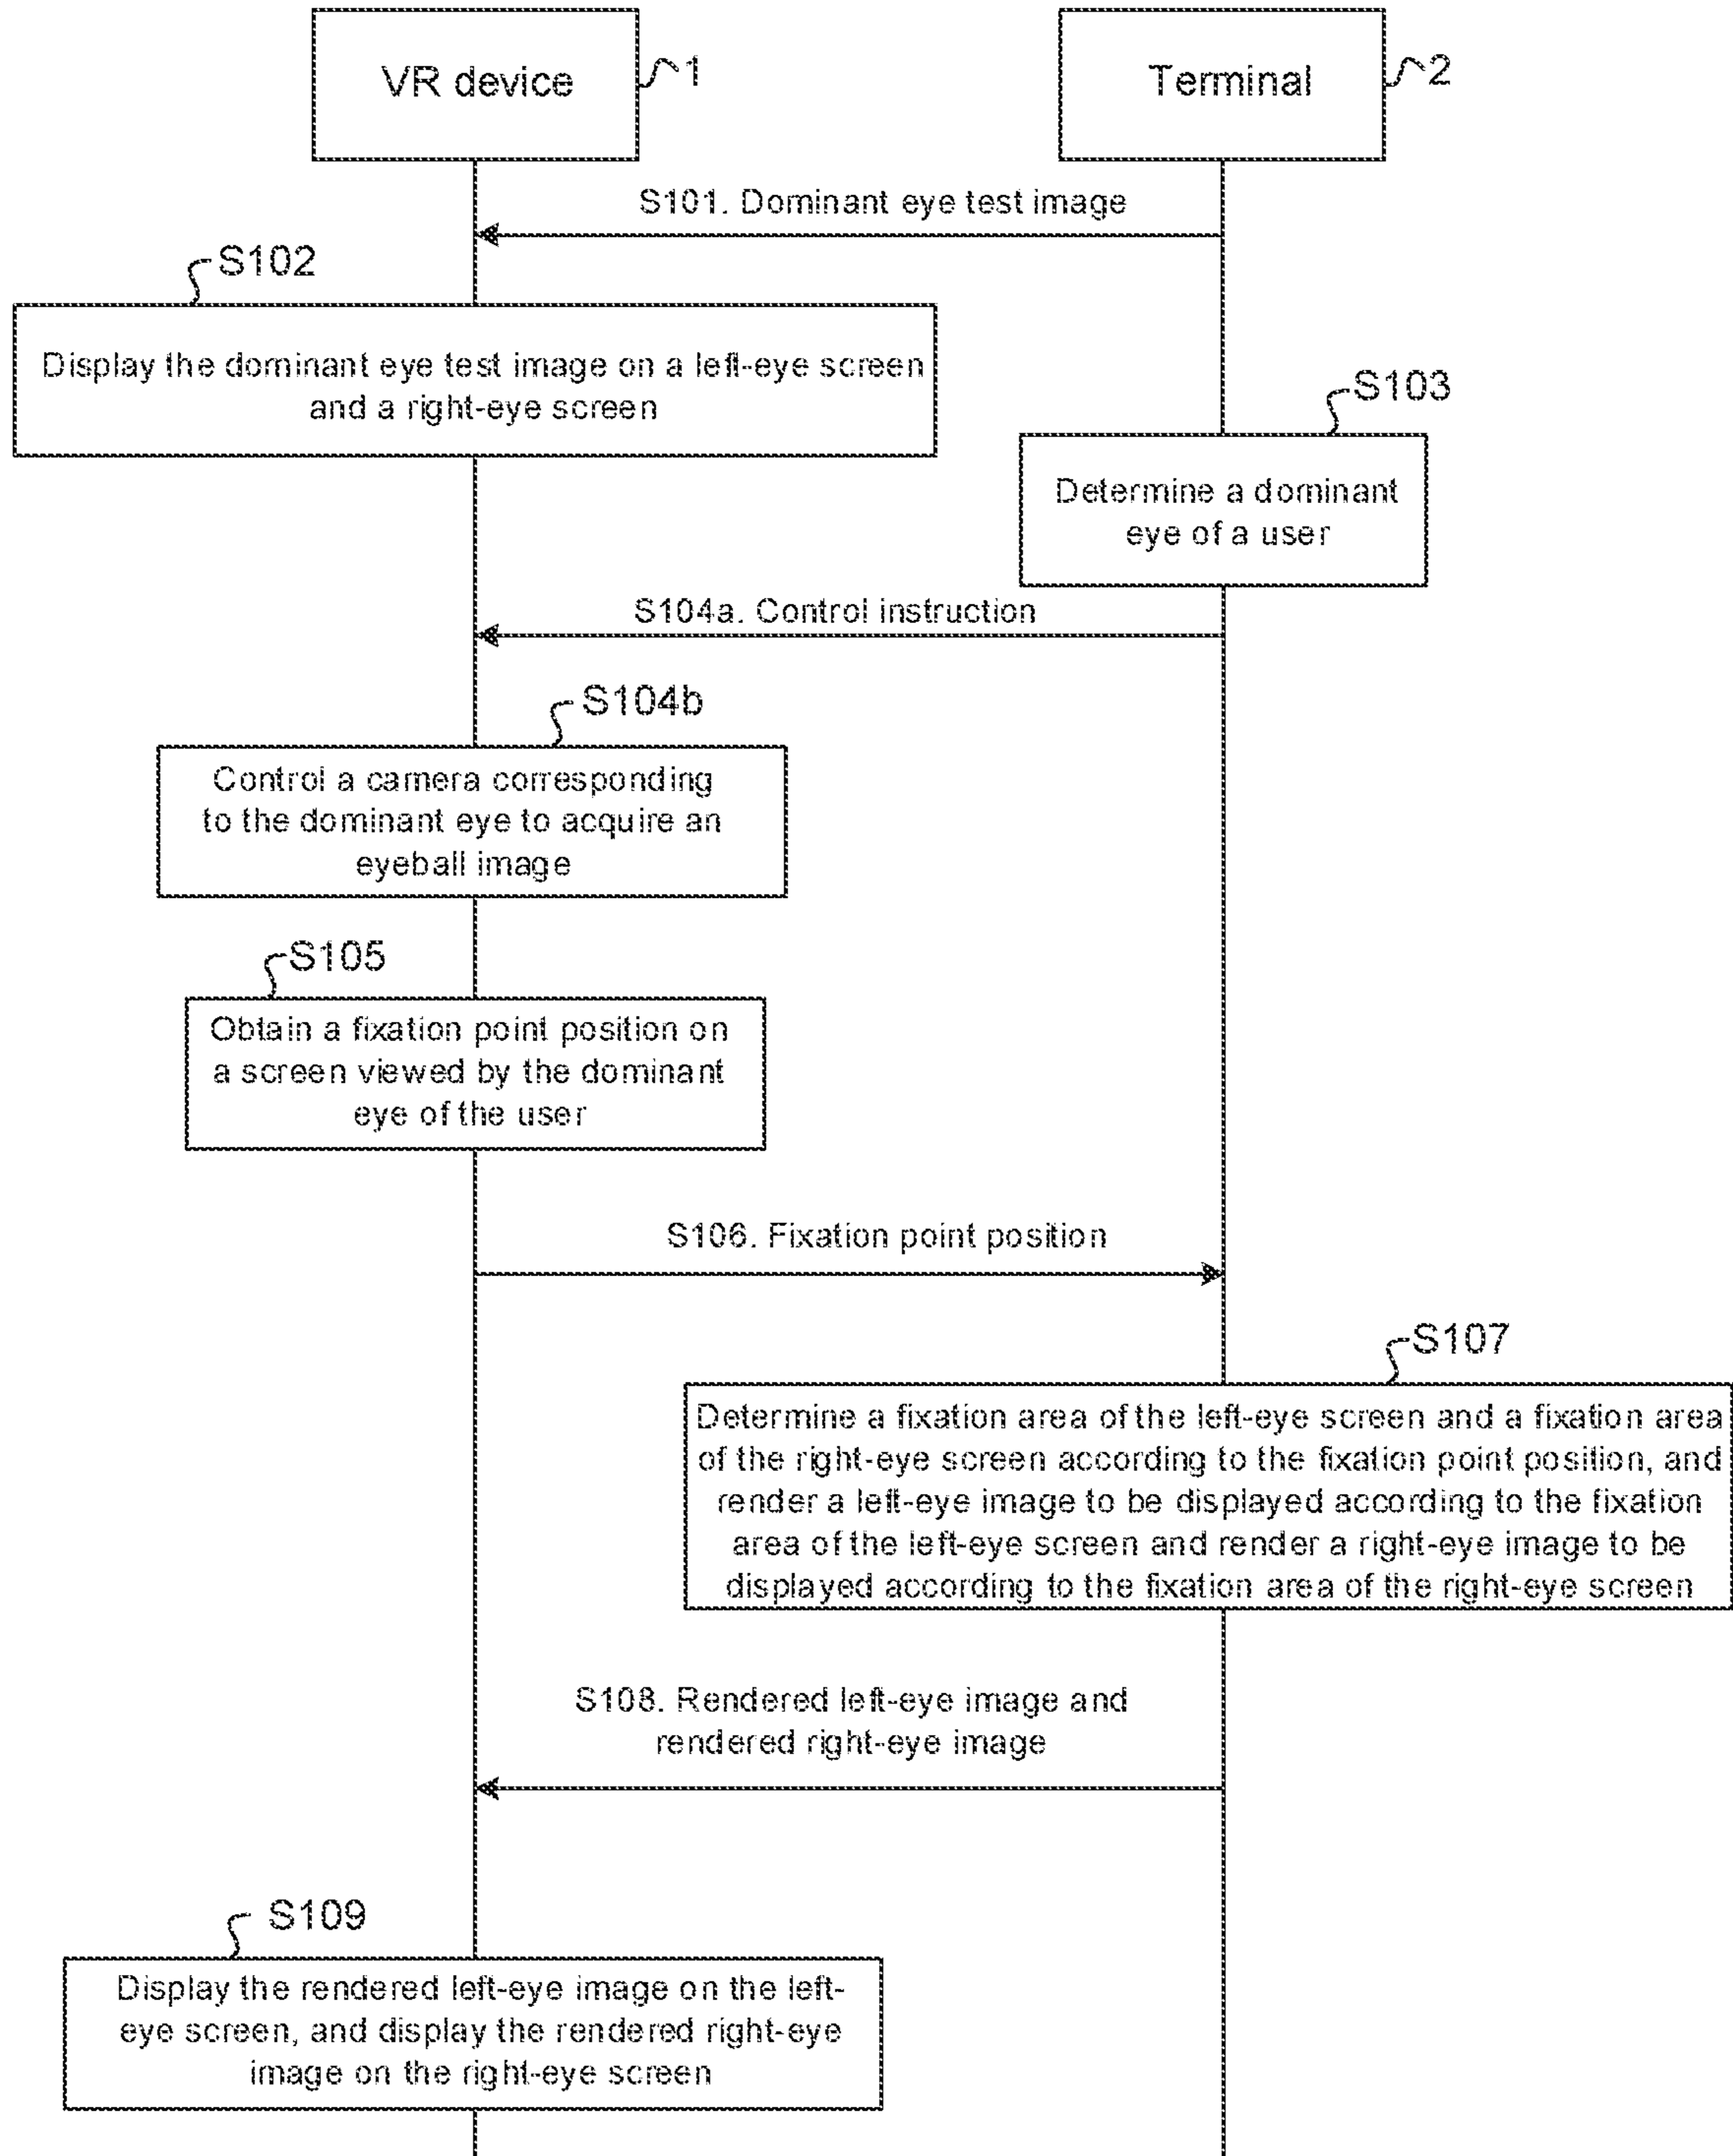 VR device
1
Terminal
2
S101. Dominant eye test image
S102
Display the dominant eye test image on a left-eye screen
and a right-eye screen
S103
Determine a dominant
eye of a user
S104a. Control instruction
S104b
Control a camera corresponding
to the dominant eye to acquire an
eyeball image
S105
Obtain a fixation point position on
a screen viewed by the dominant
eye of the user
S106. Fixation point position
S107
Determine a fixation area of the left-eye screen and a fixation area
of the right-eye screen according to the fixation point position, and
render a left-eye image to be displayed according to the fixation
area of the left-eye screen and render a right-eye image to be
displayed according to the fixation area of the right-eye screen
S108. Rendered left-eye image and
rendered right-eye image
S109
Display the rendered left-eye image on the left-
eye screen, and display the rendered right-eye
image on the right-eye screen